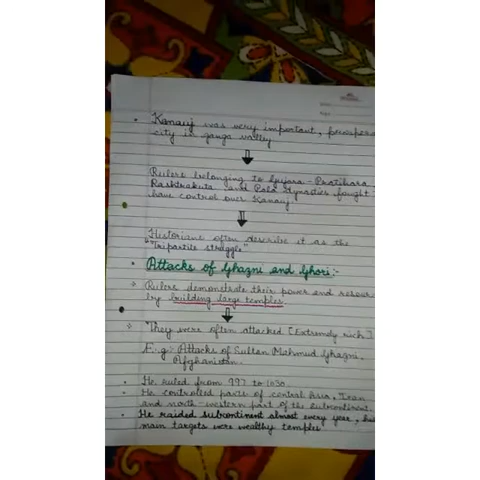 • Kanauj was very important, prospero
city in ganga valley
Rulers belonging to Gujara - Pratihara
Rashtrakuta and Pala dynasties fought
have control over Kanauj.
Historians often describe it as the
"Tripartite struggle"
• Attacks of Ghazni and Ghori:-
Rulers demonstrate their power and resour
by building large temples.
They were often attacked [Extremely rich]
E.g:- Attacks of Sultan Mahmud Ghazni,
Afghanistan.
• He ruled from 997 to 1030
• He controlled parts of central Asia, Iran
and north-western part of the subcontinent.
• He raided subcontinent almost every year,
main targets were wealthy temples